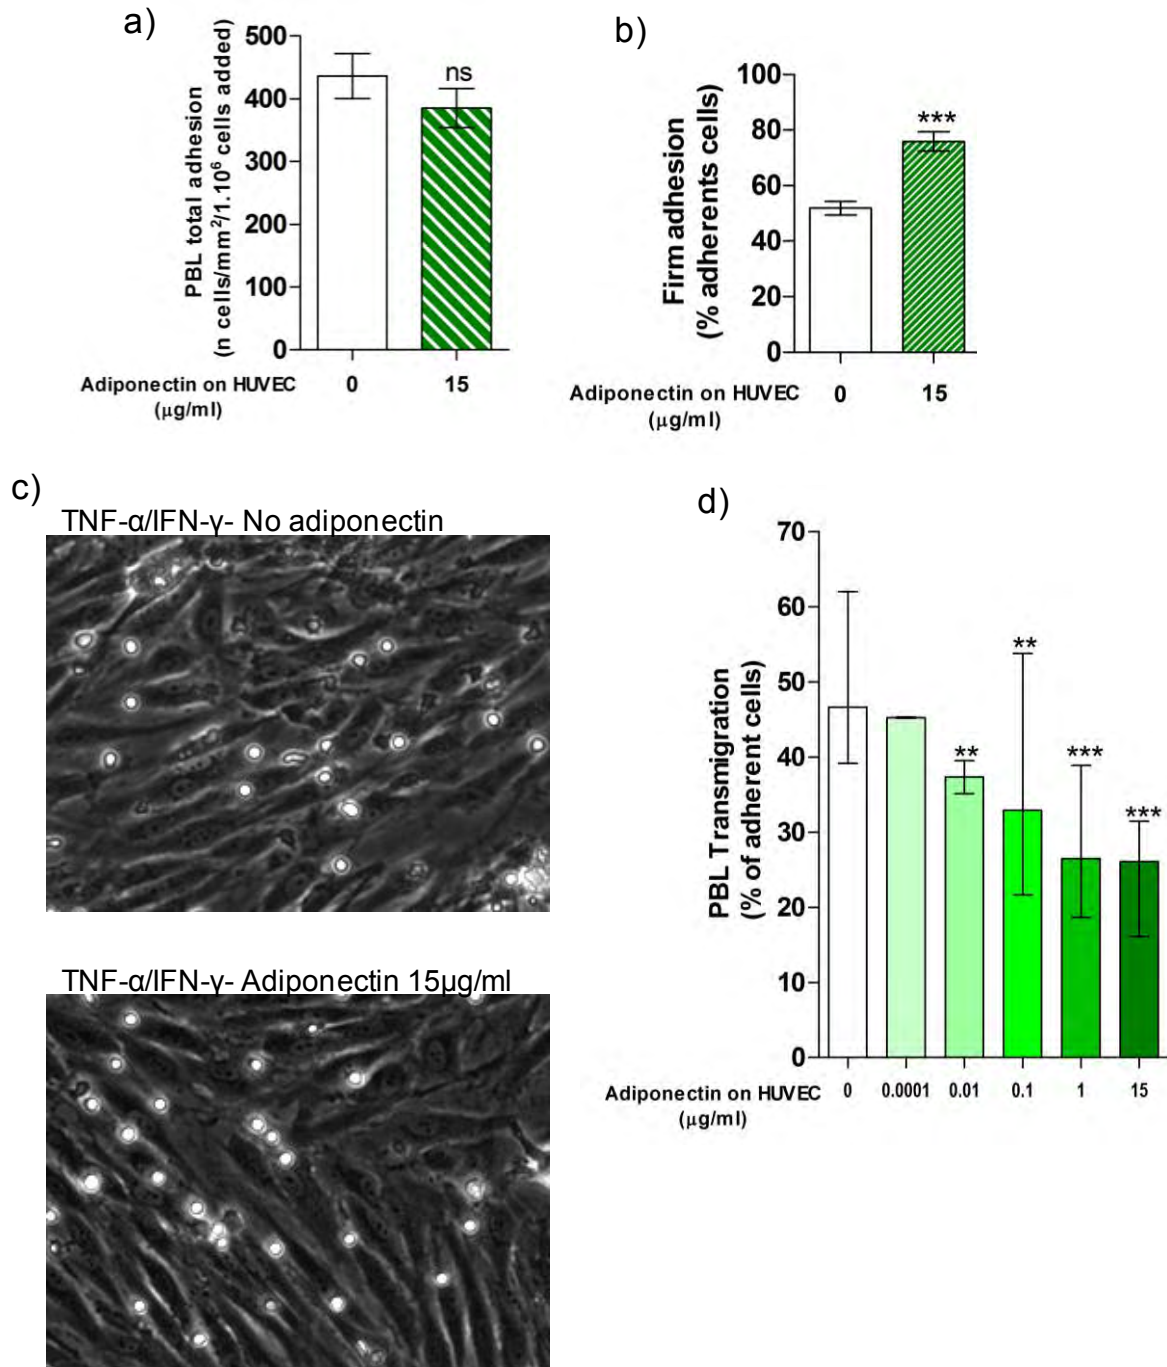 a)
PBL total adhesion
(n cells/mm²/1.10⁶ cells added)
500
400
300
200
100
0
ns
Adiponectin on HUVEC 0 15
(µg/ml)
b)
Firm adhesion
(% adherents cells)
100
80
60
40
20
0
***
Adiponectin on HUVEC 0 15
(µg/ml)
c)
TNF-α/IFN-γ- No adiponectin
TNF-α/IFN-γ- Adiponectin 15µg/ml
d)
PBL Transmigration
(% of adherent cells)
70
60
50
40
30
20
10
0
**
**
***
***
Adiponectin on HUVEC 0 0.0001 0.01 0.1 1 15
(µg/ml)